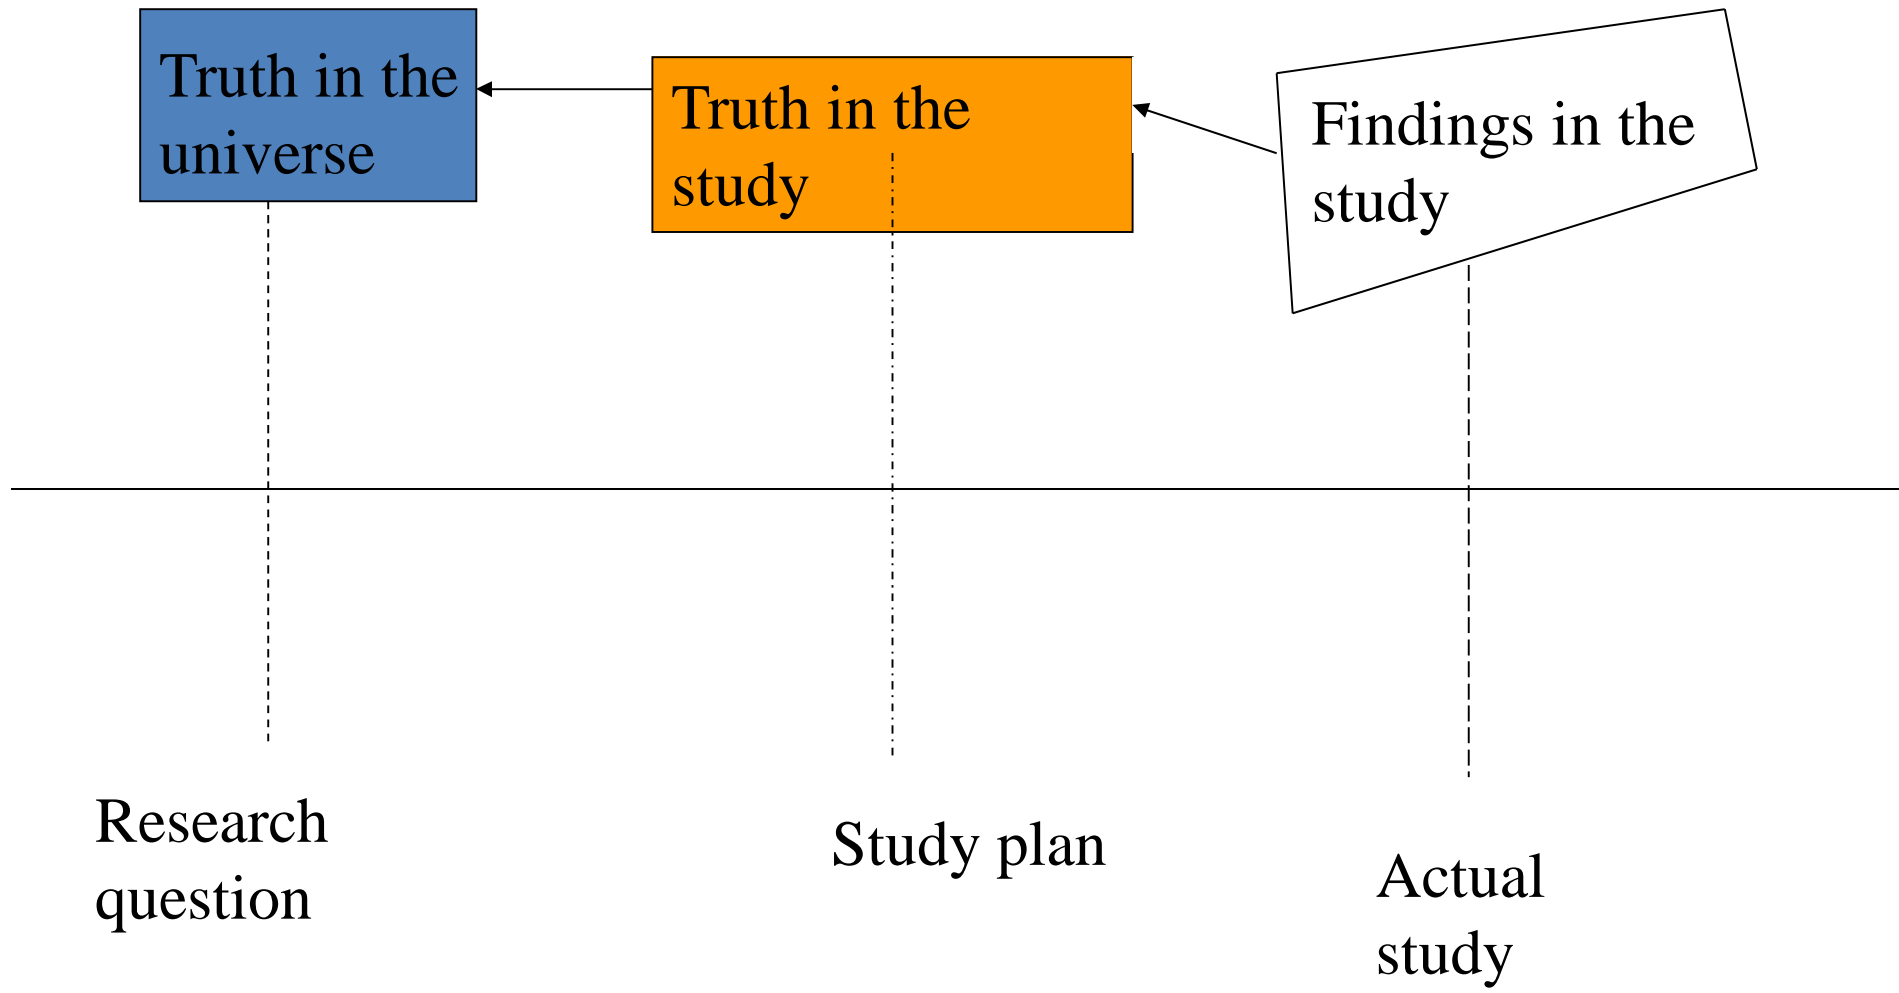 Truth in the
universe
Truth in the
study
Findings in the
study
Research
question
Study plan
Actual
study